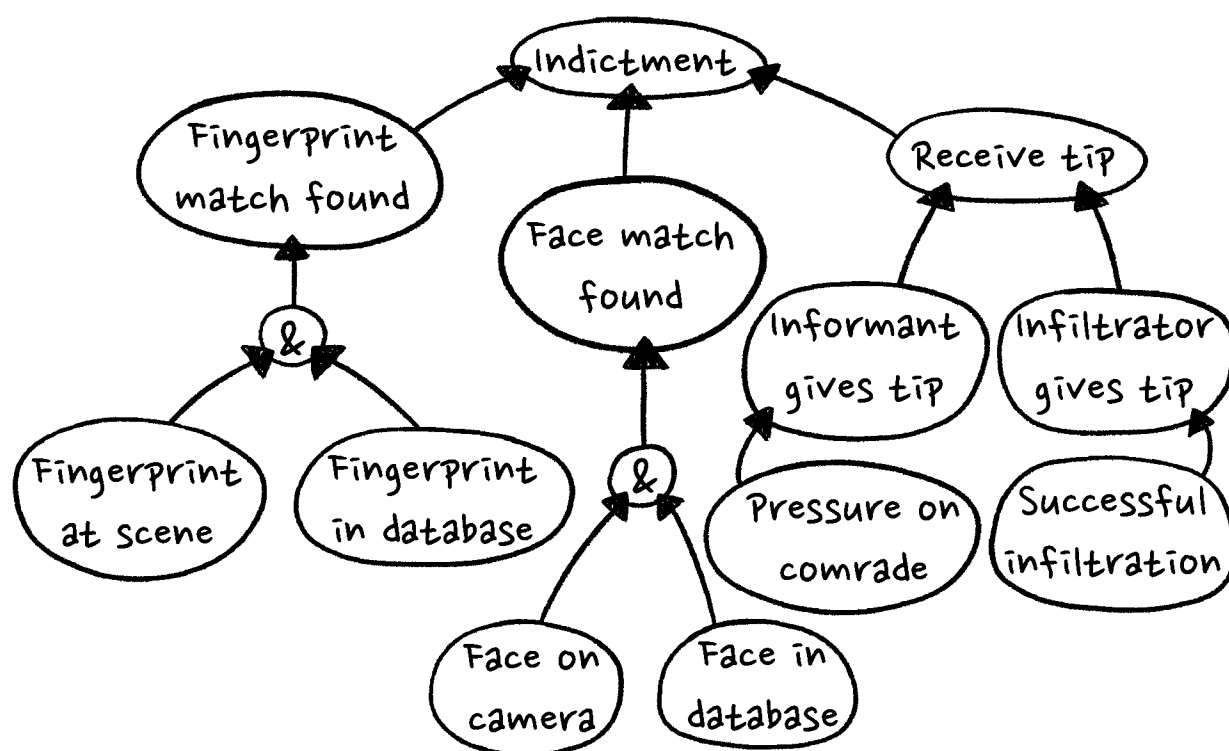 Indictment
Fingerprint
match found
Receive tip
Face match
found
&
Informant
gives tip
Infiltrator
gives tip
Fingerprint
at scene
Fingerprint
in database
&
Pressure on
comrade
Successful
infiltration
Face on
camera
Face in
database